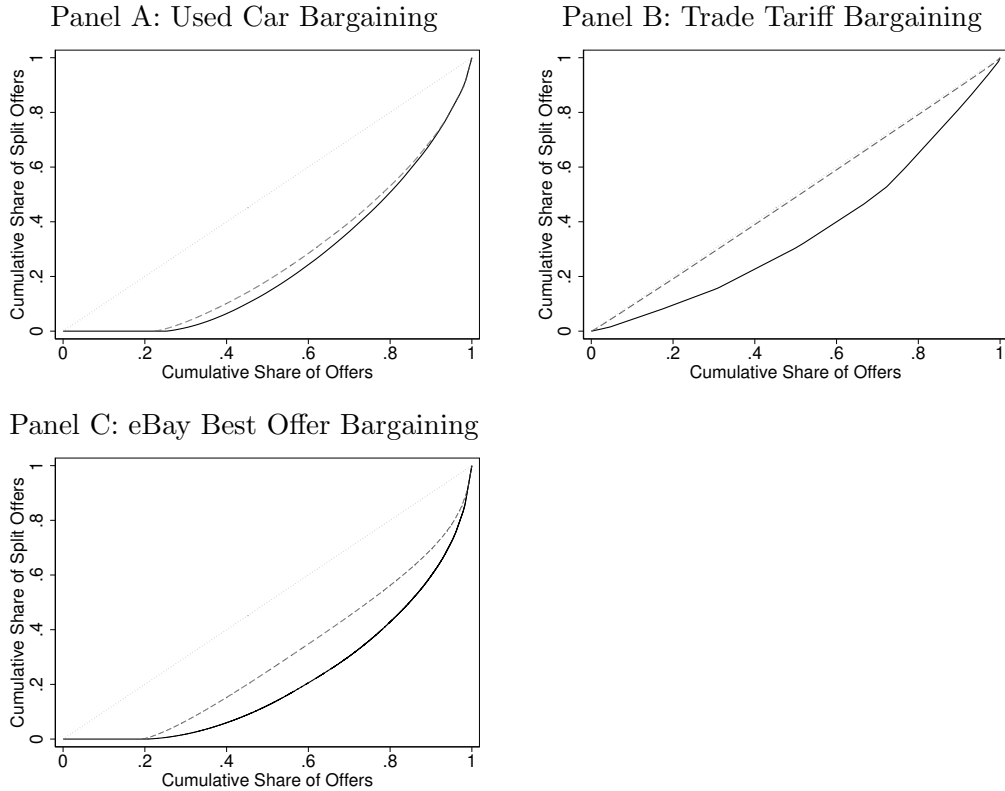 Panel A: Used Car Bargaining
Cumulative Share of Split Offers
0 .2 .4 .6 .8 1
0 .2 .4 .6 .8 1
Cumulative Share of Offers
Panel B: Trade Tariff Bargaining
Cumulative Share of Split Offers
0 .2 .4 .6 .8 1
0 .2 .4 .6 .8 1
Cumulative Share of Offers
Panel C: eBay Best Offer Bargaining
Cumulative Share of Split Offers
0 .2 .4 .6 .8 1
0 .2 .4 .6 .8 1
Cumulative Share of Offers